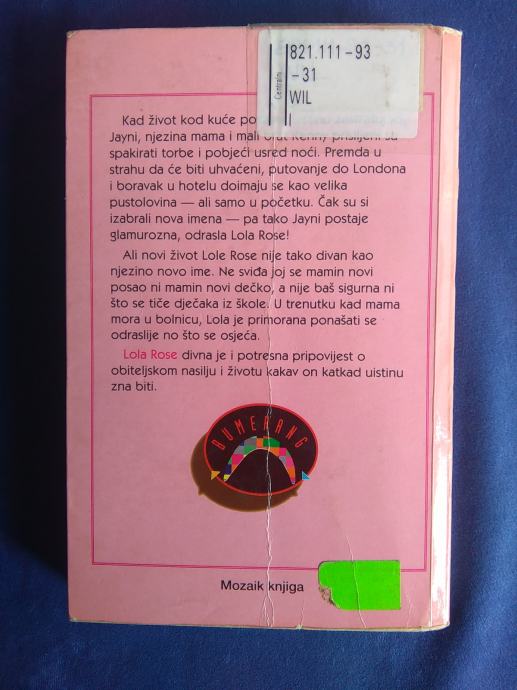 821.111-93
-31
WIL
l
Centralni
Kad život kod kuće po
Jayni, njezina mama i mali brat Kenny prisiljeni su
spakirati torbe i pobjeći usred noći. Premda u
strahu da će biti uhvaćeni, putovanje do Londona
i boravak u hotelu doimaju se kao velika
pustolovina — ali samo u početku. Čak su si
izabrali nova imena — pa tako Jayni postaje
glamurozna, odrasla Lola Rose!
Ali novi život Lole Rose nije tako divan kao
njezino novo ime. Ne sviđa joj se mamin novi
posao ni mamin novi dečko, a nije baš sigurna ni
što se tiče dječaka iz škole. U trenutku kad mama
mora u bolnicu, Lola je primorana ponašati se
odraslije no što se osjeća.
Lola Rose divna je i potresna pripovijest o
obiteljskom nasilju i životu kakav on katkad uistinu
zna biti.
BUMERANG
Mozaik knjiga